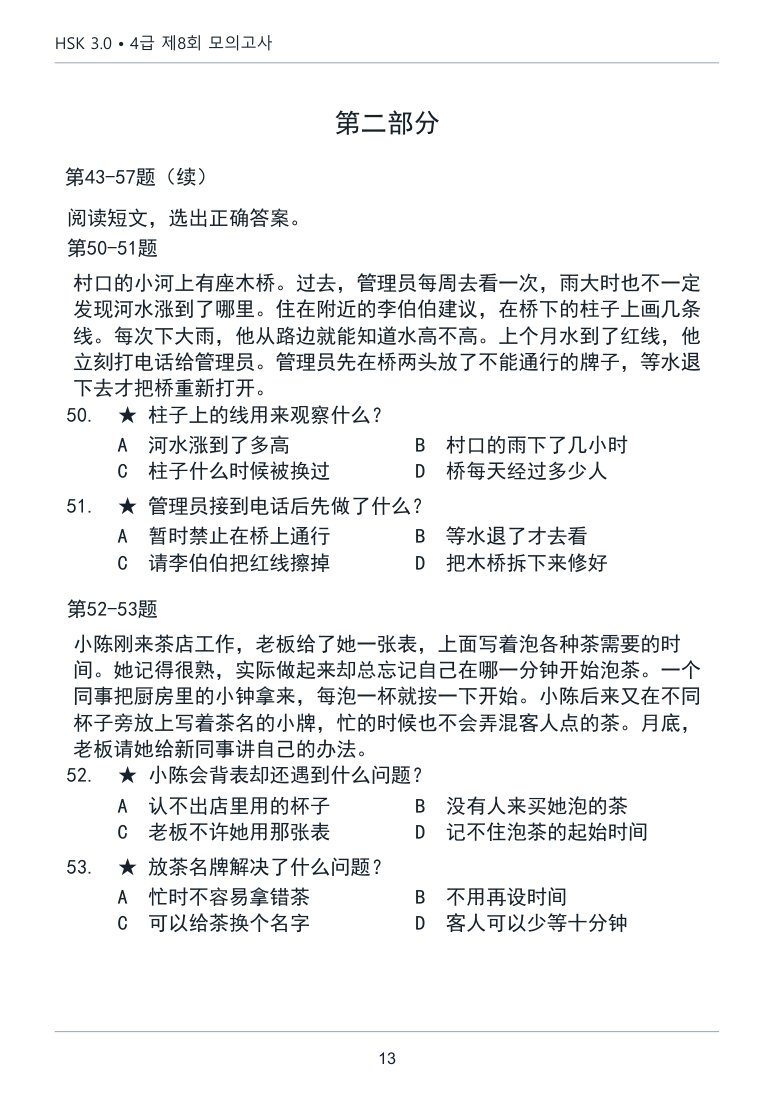 HSK 3.0 • 4급 제8회 모의고사
第二部分
第43-57题（续）
阅读短文，选出正确答案。
第50-51题
村口的小河上有座木桥。过去，管理员每周去看一次，雨大时也不一定
发现河水涨到了哪里。住在附近的李伯伯建议，在桥下的柱子上画几条
线。每次下大雨，他从路边就能知道水高不高。上个月水到了红线，他
立刻打电话给管理员。管理员先在桥两头放了不能通行的牌子，等水退
下去才把桥重新打开。
50. ★ 柱子上的线用来观察什么？
A 河水涨到了多高 B 村口的雨下了几小时
C 柱子什么时候被换过 D 桥每天经过多少人
51. ★ 管理员接到电话后先做了什么？
A 暂时禁止在桥上通行 B 等水退了才去看
C 请李伯伯把红线擦掉 D 把木桥拆下来修好
第52-53题
小陈刚来茶店工作，老板给了她一张表，上面写着泡各种茶需要的时
间。她记得很熟，实际做起来却总忘记自己在哪一分钟开始泡茶。一个
同事把厨房里的小钟拿来，每泡一杯就按一下开始。小陈后来又在不同
杯子旁放上写着茶名的小牌，忙的时候也不会弄混客人点的茶。月底，
老板请她给新同事讲自己的办法。
52. ★ 小陈会背表却还遇到什么问题？
A 认不出店里用的杯子 B 没有人来买她泡的茶
C 老板不许她用那张表 D 记不住泡茶的起始时间
53. ★ 放茶名牌解决了什么问题？
A 忙时不容易拿错茶 B 不用再设时间
C 可以给茶换个名字 D 客人可以少等十分钟
13